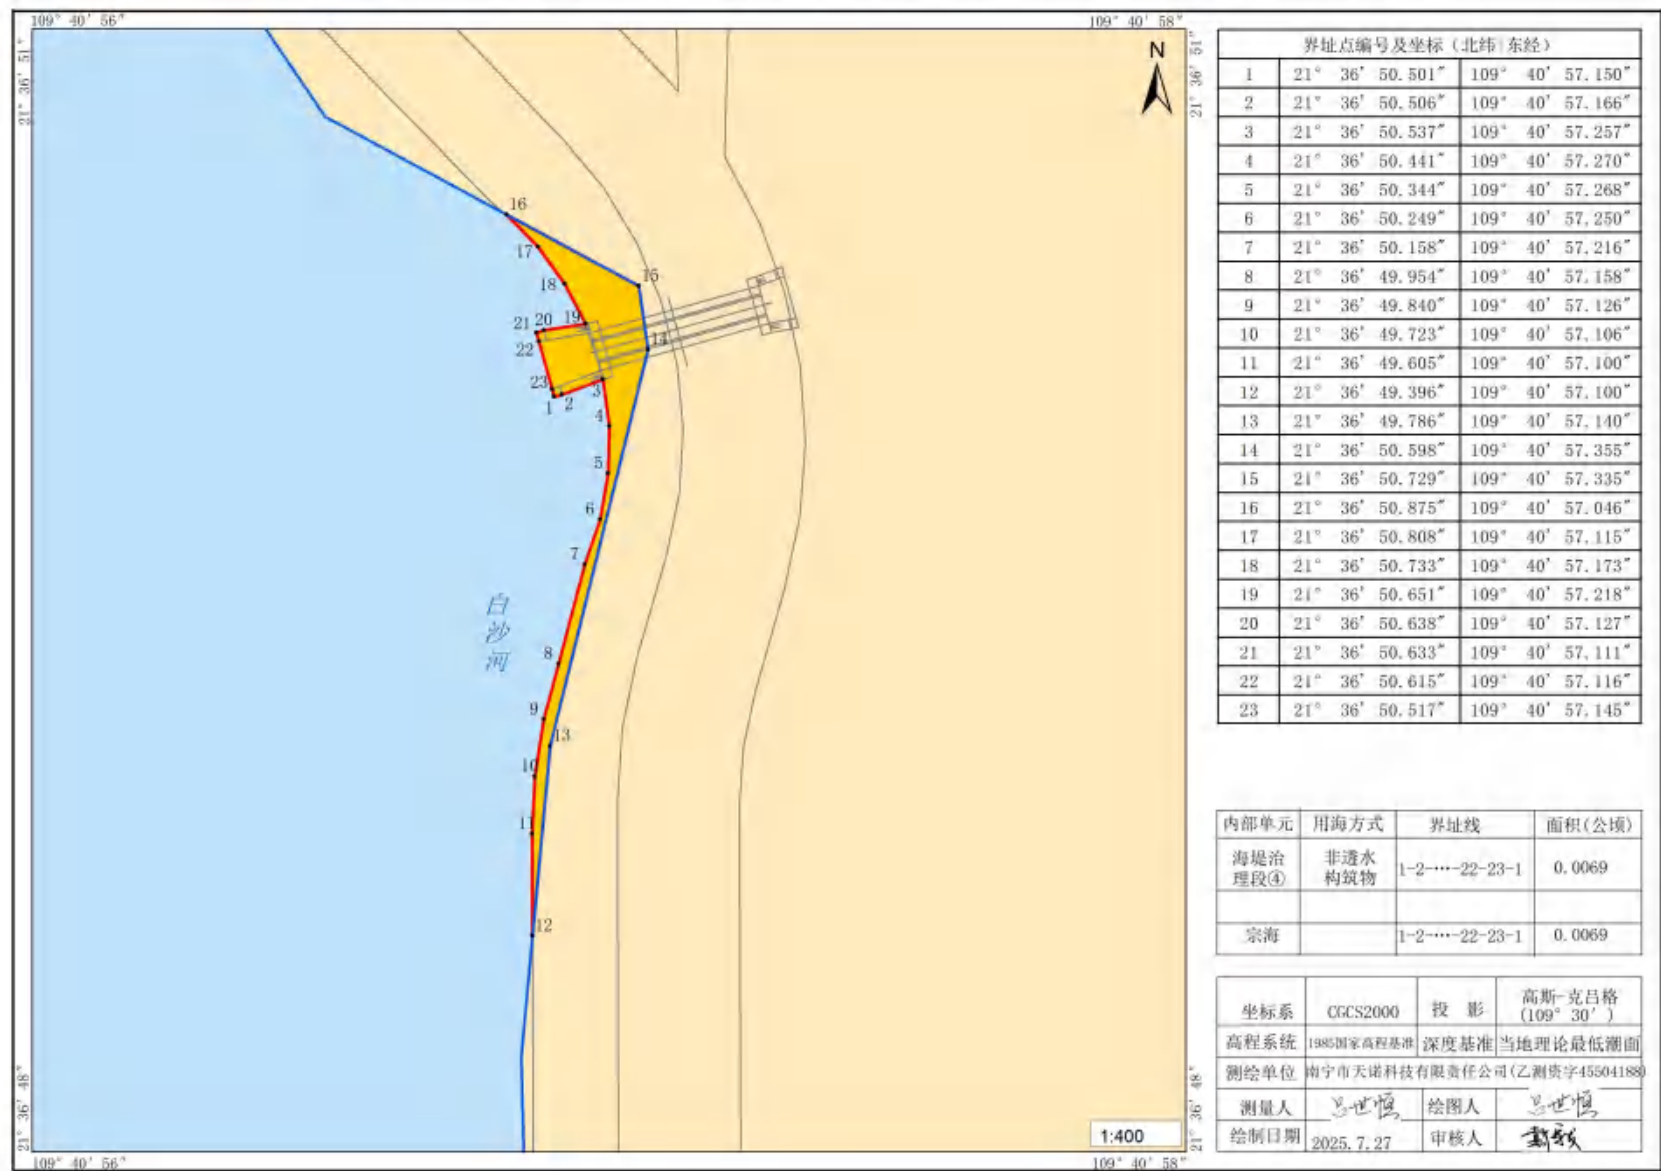 109° 40′ 56″
109° 40′ 58″
21° 36′ 51″
21° 36′ 51″
N
16
17
18
15
19
20
21
22
14
23
1
2
3
4
5
6
7
白沙河
8
9
13
10
11
12
21° 36′ 48″
21° 36′ 48″
1:400
109° 40′ 56″
109° 40′ 58″
界址点编号及坐标（北纬|东经）
1 21° 36′ 50.501″ 109° 40′ 57.150″
2 21° 36′ 50.506″ 109° 40′ 57.166″
3 21° 36′ 50.537″ 109° 40′ 57.257″
4 21° 36′ 50.441″ 109° 40′ 57.270″
5 21° 36′ 50.344″ 109° 40′ 57.268″
6 21° 36′ 50.249″ 109° 40′ 57.250″
7 21° 36′ 50.158″ 109° 40′ 57.216″
8 21° 36′ 49.954″ 109° 40′ 57.158″
9 21° 36′ 49.840″ 109° 40′ 57.126″
10 21° 36′ 49.723″ 109° 40′ 57.106″
11 21° 36′ 49.605″ 109° 40′ 57.100″
12 21° 36′ 49.396″ 109° 40′ 57.100″
13 21° 36′ 49.786″ 109° 40′ 57.140″
14 21° 36′ 50.598″ 109° 40′ 57.355″
15 21° 36′ 50.729″ 109° 40′ 57.335″
16 21° 36′ 50.875″ 109° 40′ 57.046″
17 21° 36′ 50.808″ 109° 40′ 57.115″
18 21° 36′ 50.733″ 109° 40′ 57.173″
19 21° 36′ 50.651″ 109° 40′ 57.218″
20 21° 36′ 50.638″ 109° 40′ 57.127″
21 21° 36′ 50.633″ 109° 40′ 57.111″
22 21° 36′ 50.615″ 109° 40′ 57.116″
23 21° 36′ 50.517″ 109° 40′ 57.145″
内部单元 用海方式 界址线 面积(公顷)
海堤治理段④ 非透水构筑物 1-2-…-22-23-1 0.0069
宗海 1-2-…-22-23-1 0.0069
坐标系 CGCS2000 投 影 高斯-克吕格(109° 30′ )
高程系统 1985国家高程基准 深度基准 当地理论最低潮面
测绘单位 南宁市天诺科技有限责任公司(乙测资字45504188)
测量人 吕世恒 绘图人 吕世恒
绘制日期 2025.7.27 审核人